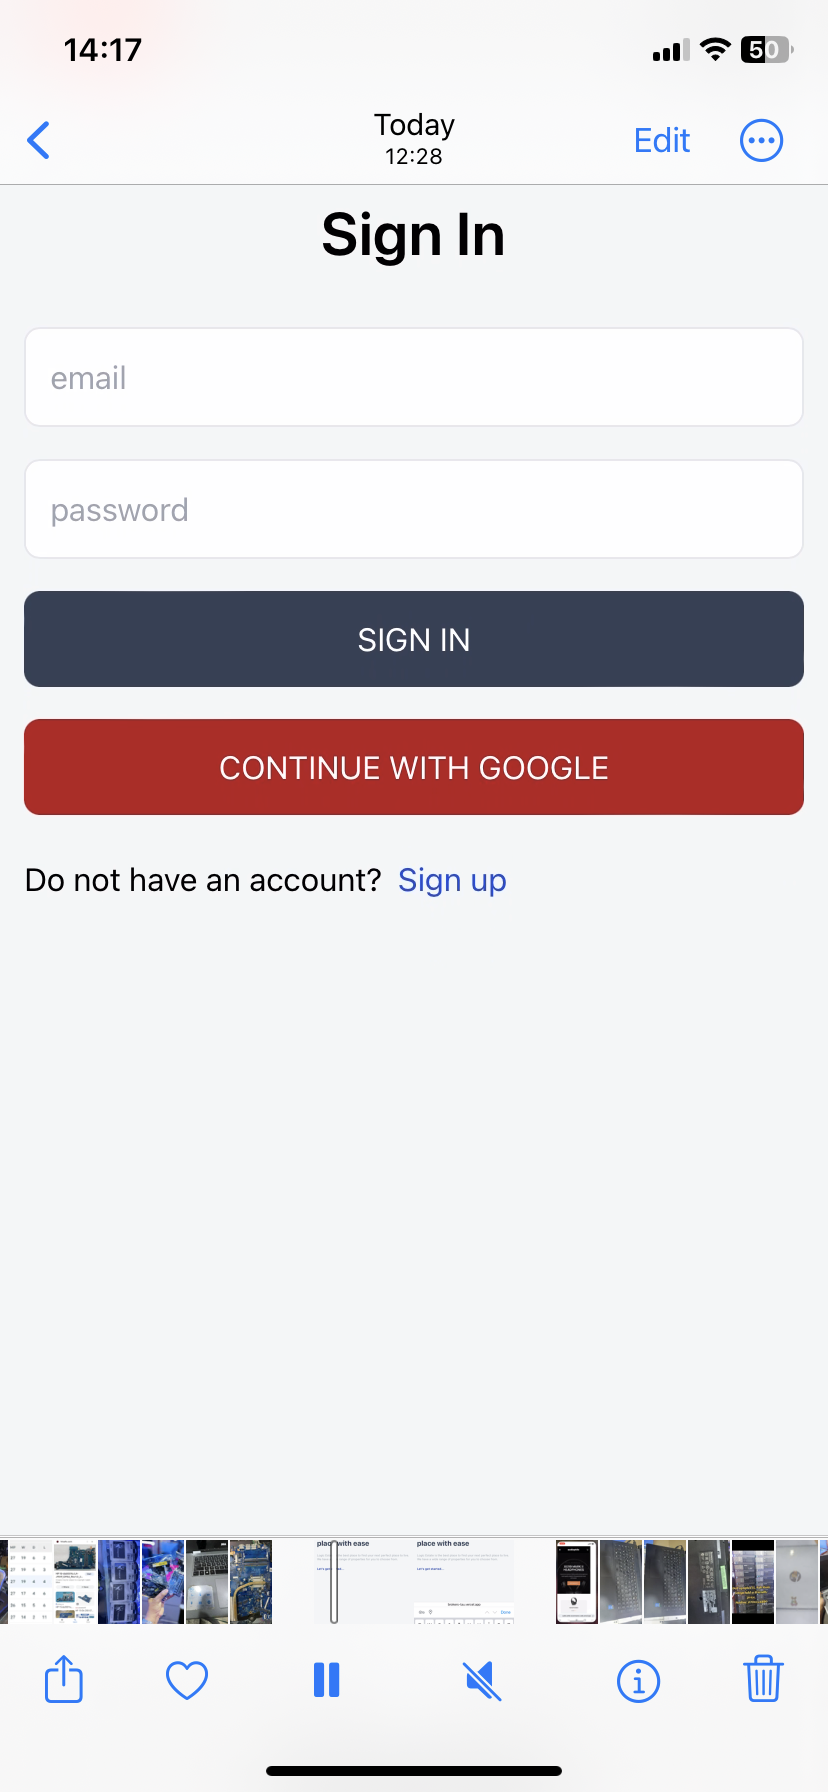 14:17
50
Today
12:28
Edit
Sign In
email
password
SIGN IN
CONTINUE WITH GOOGLE
Do not have an account? Sign up
place with ease
place with ease